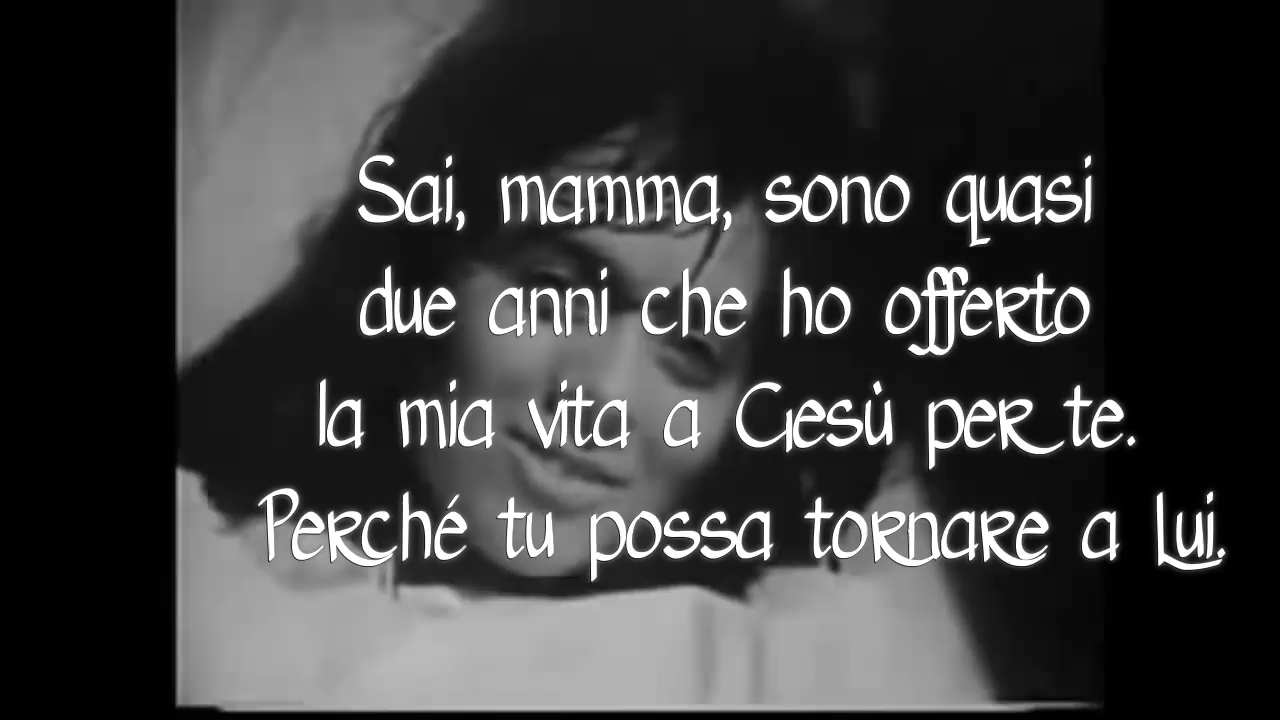 Sai, mamma, sono quasi
due anni che ho offerto
la mia vita a Gesù per te.
Perché tu possa tornare a Lui.